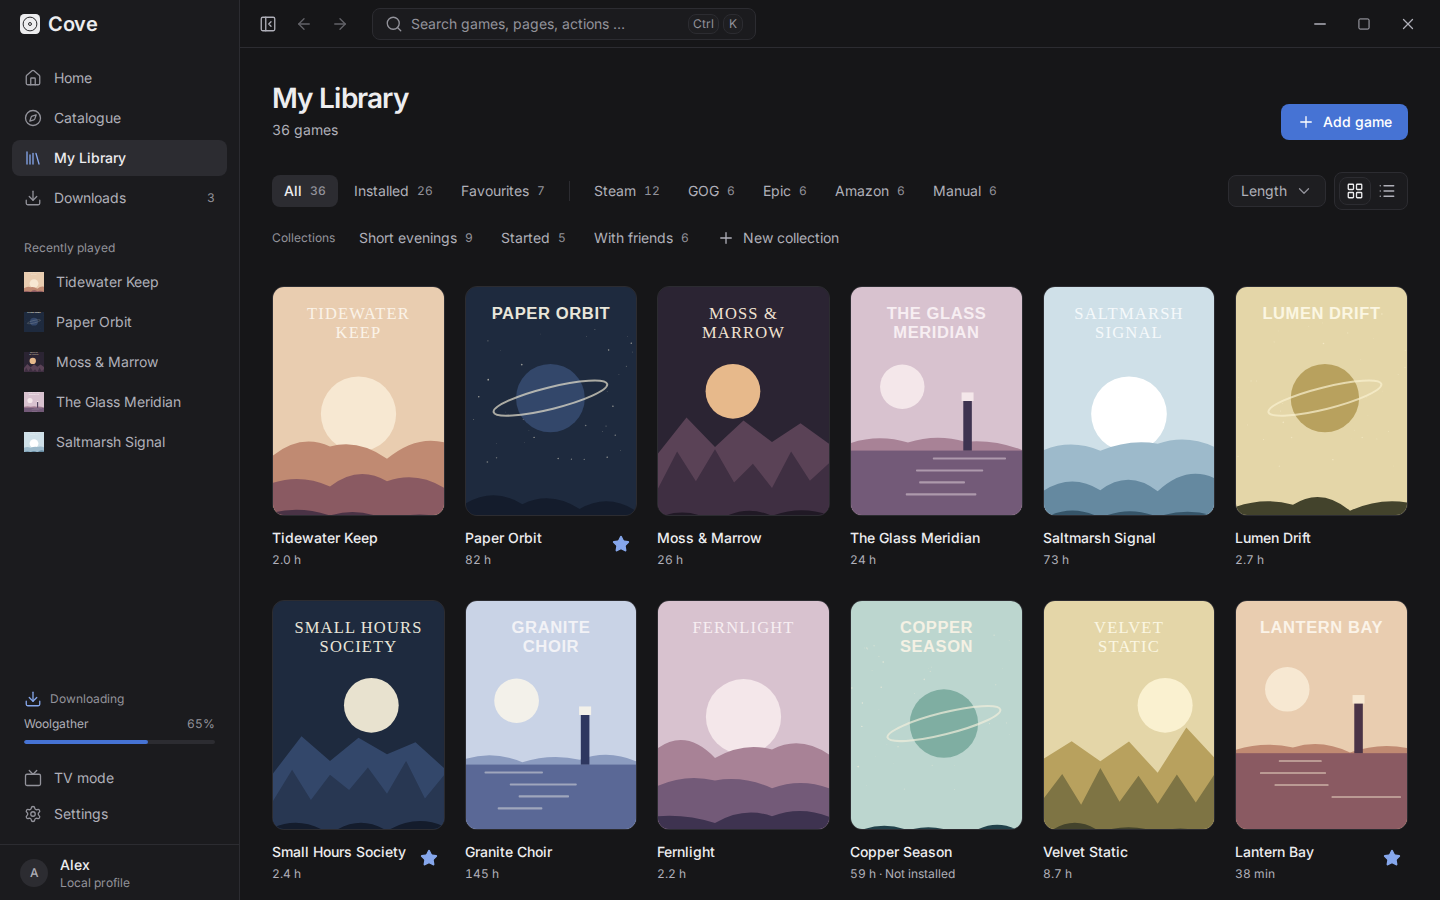 Cove
Search games, pages, actions ...
Ctrl
K
Home
Catalogue
My Library
Downloads
3
Recently played
Tidewater Keep
Paper Orbit
Moss & Marrow
The Glass Meridian
Saltmarsh Signal
Downloading
Woolgather
65%
TV mode
Settings
A
Alex
Local profile
My Library
36 games
Add game
All 36
Installed 26
Favourites 7
Steam 12
GOG 6
Epic 6
Amazon 6
Manual 6
Length
Collections
Short evenings 9
Started 5
With friends 6
New collection
TIDEWATER
KEEP
PAPER ORBIT
MOSS &
MARROW
THE GLASS
MERIDIAN
SALTMARSH
SIGNAL
LUMEN DRIFT
Tidewater Keep
2.0 h
Paper Orbit
82 h
Moss & Marrow
26 h
The Glass Meridian
24 h
Saltmarsh Signal
73 h
Lumen Drift
2.7 h
SMALL HOURS
SOCIETY
GRANITE
CHOIR
FERNLIGHT
COPPER
SEASON
VELVET
STATIC
LANTERN BAY
Small Hours Society
2.4 h
Granite Choir
145 h
Fernlight
2.2 h
Copper Season
59 h · Not installed
Velvet Static
8.7 h
Lantern Bay
38 min